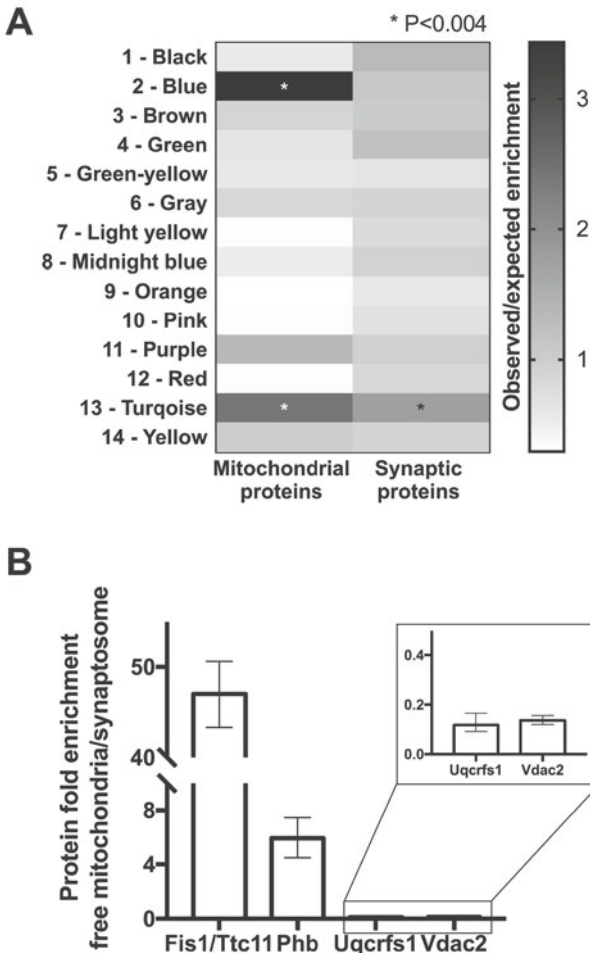 A
* P<0.004
1 - Black
2 - Blue
3 - Brown
4 - Green
5 - Green-yellow
6 - Gray
7 - Light yellow
8 - Midnight blue
9 - Orange
10 - Pink
11 - Purple
12 - Red
13 - Turqoise
14 - Yellow
*
*
*
Mitochondrial
proteins
Synaptic
proteins
3
2
1
Observed/expected enrichment
B
Protein fold enrichment
free mitochondria/synaptosome
50
40
8
4
0
Fis1/Ttc11 Phb Uqcrfs1 Vdac2
0.4
0.2
0.0
Uqcrfs1 Vdac2